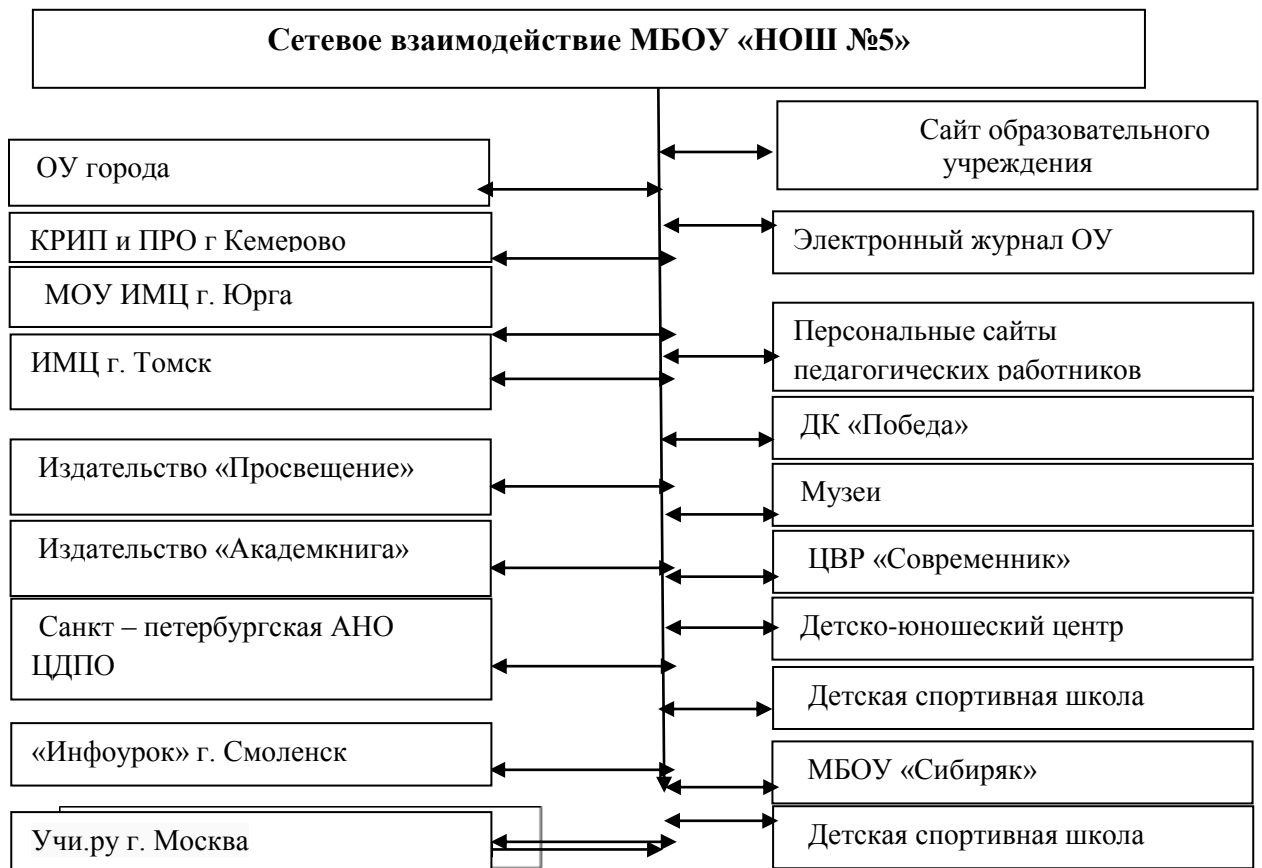 Сетевое взаимодействие МБОУ «НОШ №5»
ОУ города
КРИП и ПРО г Кемерово
МОУ ИМЦ г. Юрга
ИМЦ г. Томск
Издательство «Просвещение»
Издательство «Академкнига»
Санкт – петербургская АНО
ЦДПО
«Инфоурок» г. Смоленск
Учи.ру г. Москва
Сайт образовательного
учреждения
Электронный журнал ОУ
Персональные сайты
педагогических работников
ДК «Победа»
Музеи
ЦВР «Современник»
Детско-юношеский центр
Детская спортивная школа
МБОУ «Сибиряк»
Детская спортивная школа